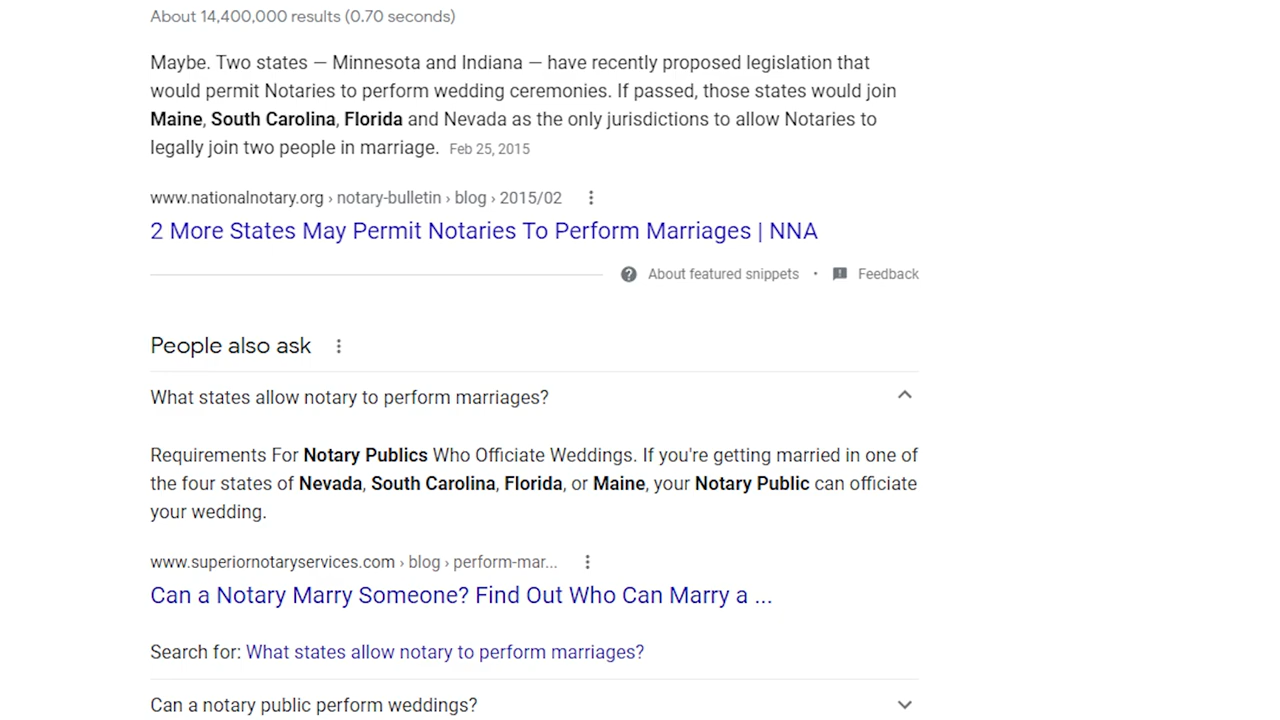 About 14,400,000 results (0.70 seconds)
Maybe. Two states — Minnesota and Indiana — have recently proposed legislation that
would permit Notaries to perform wedding ceremonies. If passed, those states would join
Maine, South Carolina, Florida and Nevada as the only jurisdictions to allow Notaries to
legally join two people in marriage. Feb 25, 2015
www.nationalnotary.org › notary-bulletin › blog › 2015/02
2 More States May Permit Notaries To Perform Marriages | NNA
About featured snippets • Feedback
People also ask
What states allow notary to perform marriages?
Requirements For Notary Publics Who Officiate Weddings. If you're getting married in one of
the four states of Nevada, South Carolina, Florida, or Maine, your Notary Public can officiate
your wedding.
www.superiornotaryservices.com › blog › perform-mar...
Can a Notary Marry Someone? Find Out Who Can Marry a ...
Search for: What states allow notary to perform marriages?
Can a notary public perform weddings?